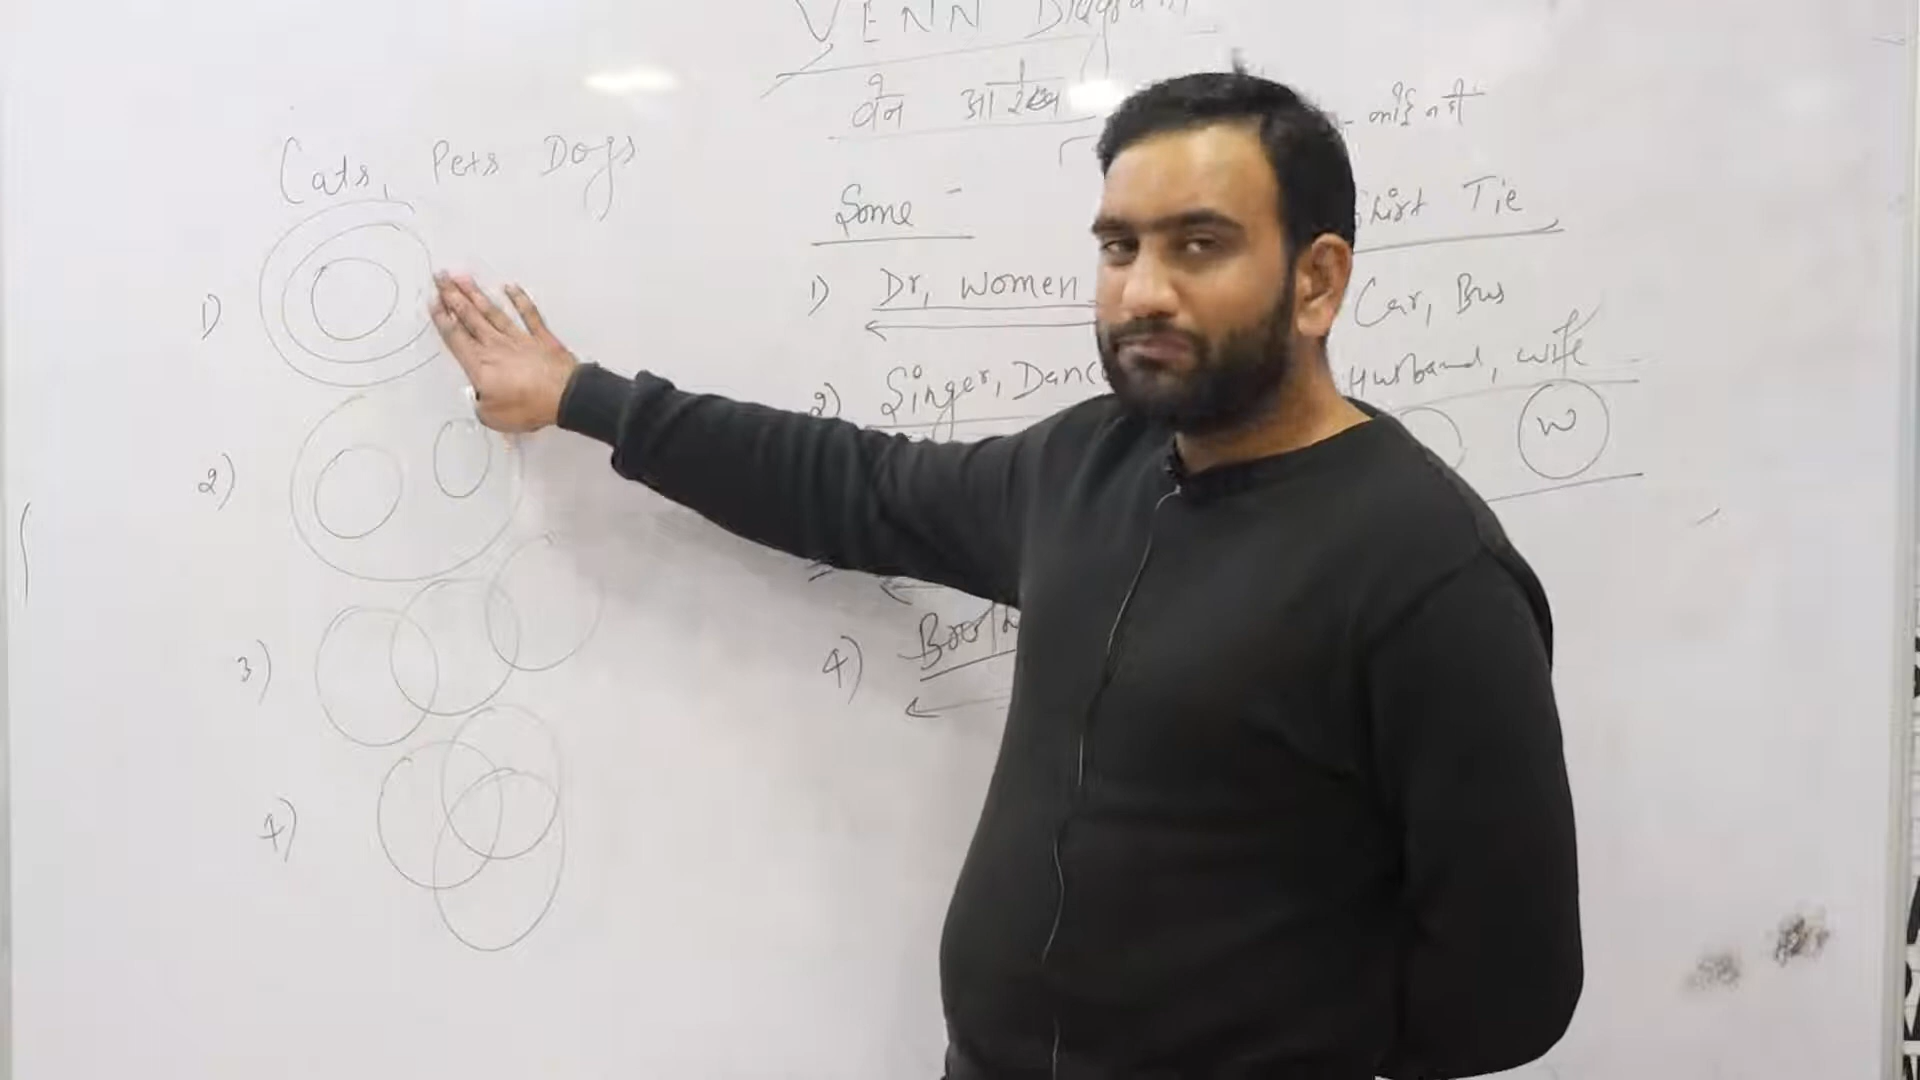 VENN Diagram
वेन आरेख
Cats, Pets Dogs
Some -
- कोई नहीं
Shirt Tie
1) Dr, women
Car, Bus
1)
2) Singer, Danc
Husband, wife
W
2)
3)
4)
4)